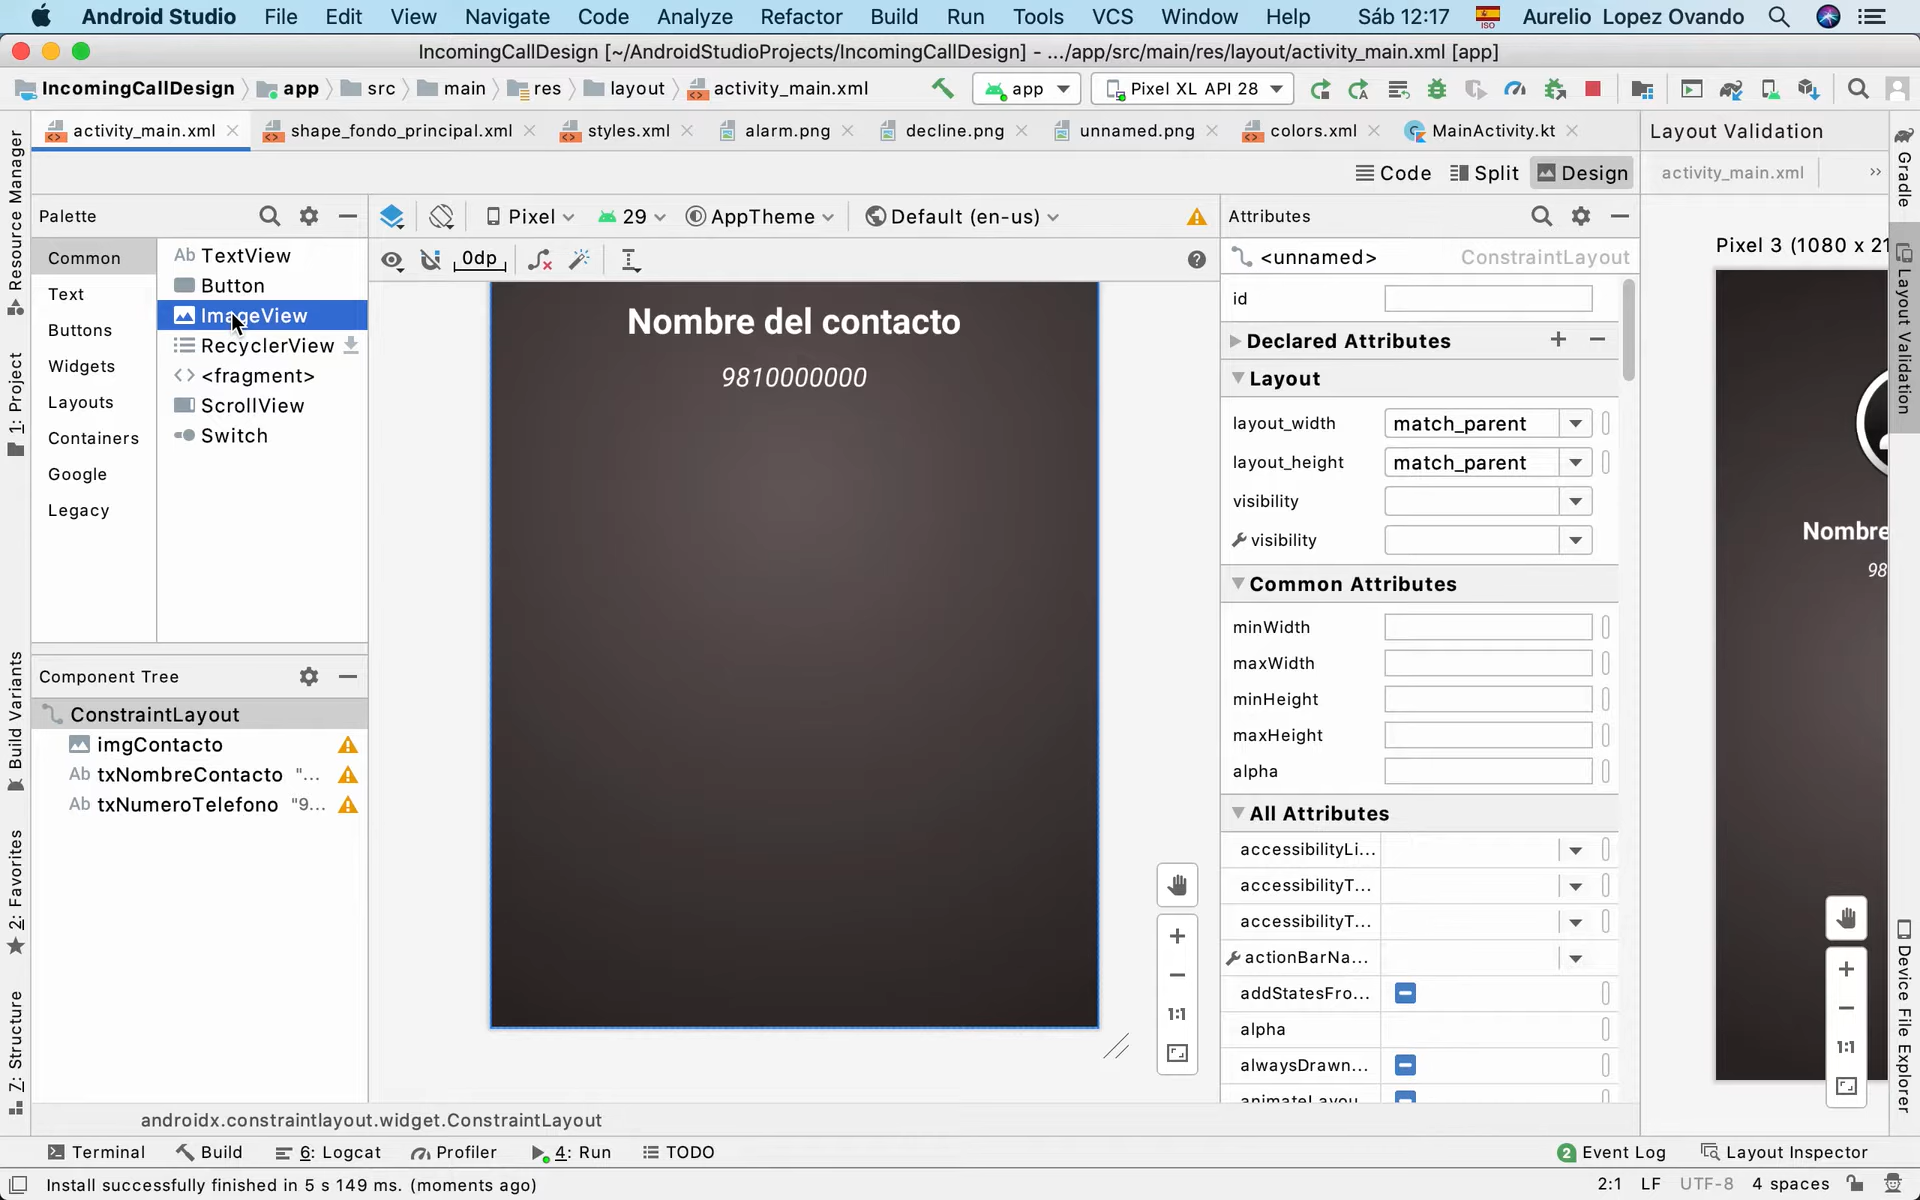 Android Studio File Edit View Navigate Code Analyze Refactor Build Run Tools VCS Window Help Sáb 12:17 ISO Aurelio Lopez Ovando
IncomingCallDesign [~/AndroidStudioProjects/IncomingCallDesign] - .../app/src/main/res/layout/activity_main.xml [app]
IncomingCallDesign app src main res layout activity_main.xml app Pixel XL API 28
activity_main.xml shape_fondo_principal.xml styles.xml alarm.png decline.png unnamed.png colors.xml MainActivity.kt Layout Validation
Code Split Design activity_main.xml »
Palette Pixel 29 AppTheme Default (en-us) Attributes
0dp
Common
Text
Buttons
Widgets
Layouts
Containers
Google
Legacy
Ab TextView
Button
ImageView
RecyclerView
<fragment>
ScrollView
Switch
Component Tree
ConstraintLayout
imgContacto
Ab txNombreContacto "...
Ab txNumeroTelefono "9...
Nombre del contacto
9810000000
1:1
<unnamed> ConstraintLayout
id
Declared Attributes
Layout
layout_width match_parent
layout_height match_parent
visibility
visibility
Common Attributes
minWidth
maxWidth
minHeight
maxHeight
alpha
All Attributes
accessibilityLi...
accessibilityT...
accessibilityT...
actionBarNa...
addStatesFro...
alpha
alwaysDrawn...
animateLayou...
Pixel 3 (1080 x 21
Nombre
98
1:1
Resource Manager
1: Project
Build Variants
2: Favorites
Z: Structure
Gradle
Layout Validation
Device File Explorer
androidx.constraintlayout.widget.ConstraintLayout
Terminal Build 6: Logcat Profiler 4: Run TODO 2 Event Log Layout Inspector
Install successfully finished in 5 s 149 ms. (moments ago) 2:1 LF UTF-8 4 spaces